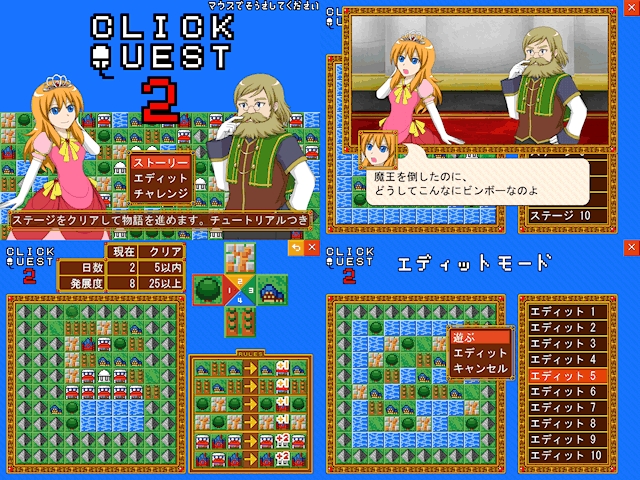 マウスでそうさしてください
CLICK
QUEST
2
ストーリー
エディット
チャレンジ
ステージをクリアして物語を進めます。チュートリアルつき
魔王を倒したのに、
どうしてこんなにビンボーなのよ
ステージ 10
CLICK
QUEST
2
現在 クリア
日数 2 5以内
発展度 8 25以上
2
1 3
4
RULES
+1
+1
+1
+1
+2
+2
CLICK
QUEST
2
エディットモード
遊ぶ
エディット
キャンセル
エディット 1
エディット 2
エディット 3
エディット 4
エディット 5
エディット 6
エディット 7
エディット 8
エディット 9
エディット 10